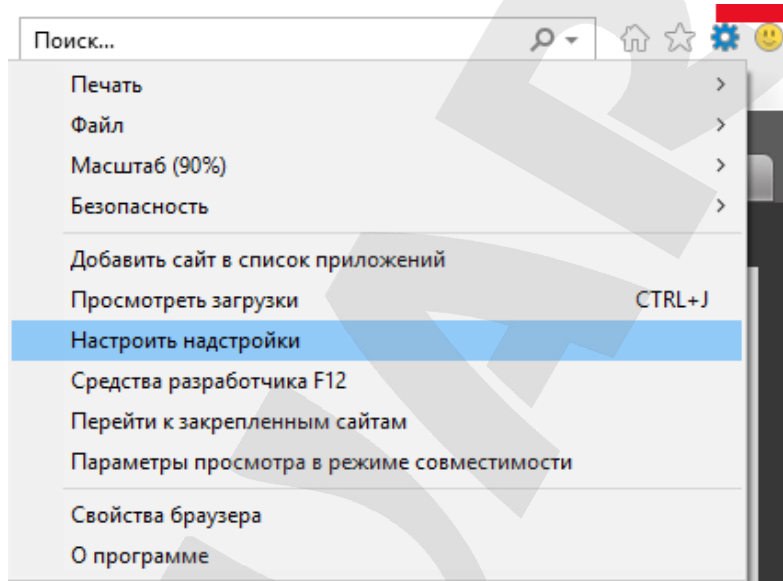 Поиск...
Печать
Файл
Масштаб (90%)
Безопасность
Добавить сайт в список приложений
Просмотреть загрузки CTRL+J
Настроить надстройки
Средства разработчика F12
Перейти к закрепленным сайтам
Параметры просмотра в режиме совместимости
Свойства браузера
О программе